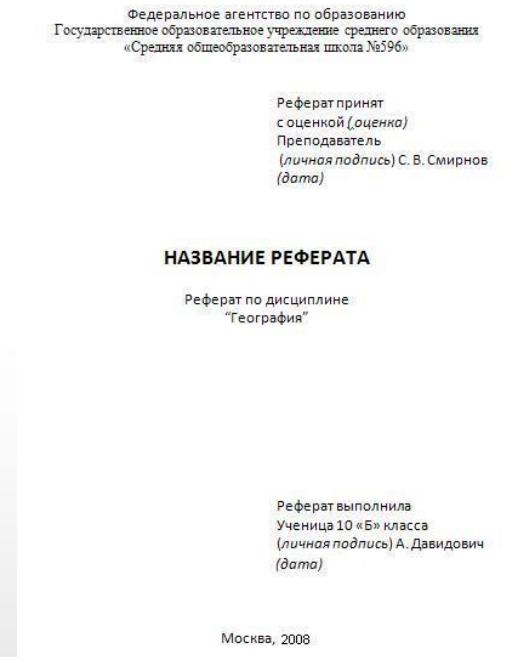 Федеральное агентство по образованию
Государственное образовательное учреждение среднего образования
«Средняя общеобразовательная школа №596»
Реферат принят
с оценкой (оценка)
Преподаватель
(личная подпись) С. В. Смирнов
(дата)
НАЗВАНИЕ РЕФЕРАТА
Реферат по дисциплине
“География”
Реферат выполнила
Ученица 10 «Б» класса
(личная подпись) А. Давидович
(дата)
Москва, 2008